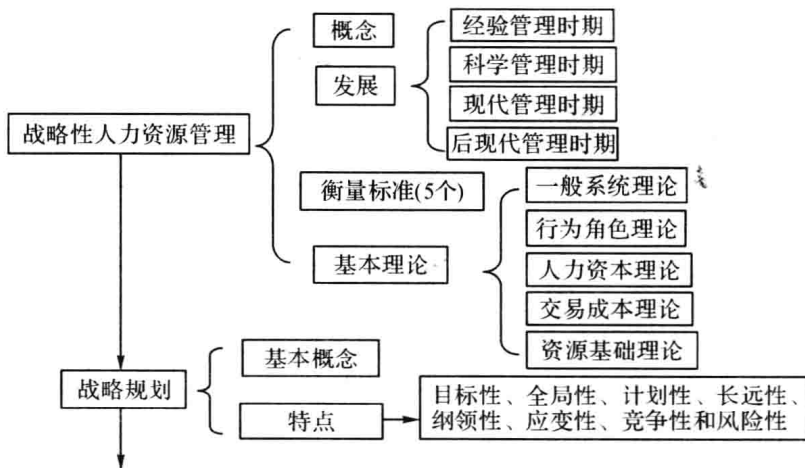 概念
发展
经验管理时期
科学管理时期
现代管理时期
后现代管理时期
战略性人力资源管理
衡量标准(5个)
基本理论
一般系统理论
行为角色理论
人力资本理论
交易成本理论
资源基础理论
战略规划
基本概念
特点
目标性、全局性、计划性、长远性、
纲领性、应变性、竞争性和风险性